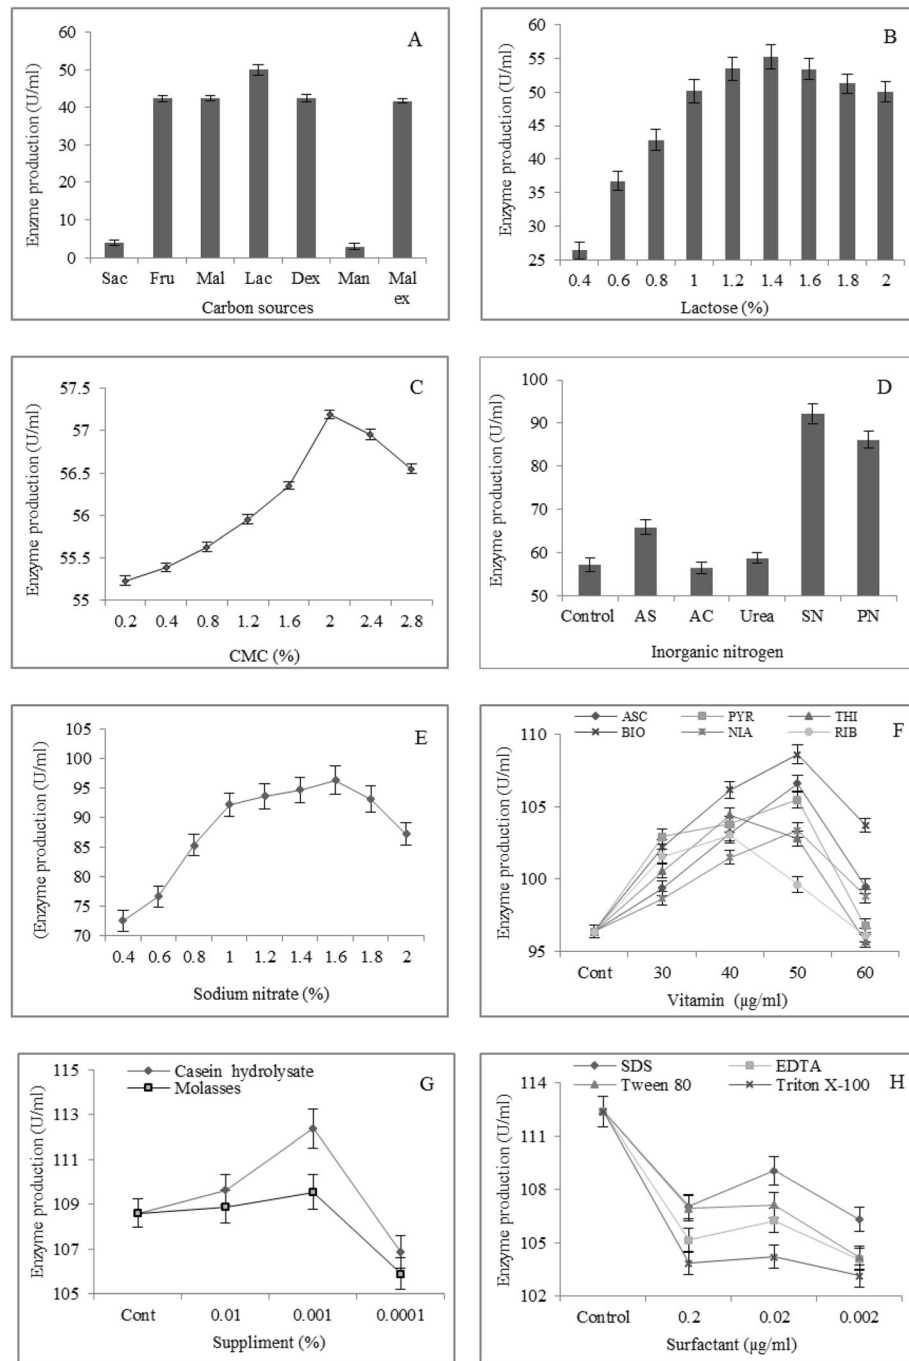 A
Enzme production (U/ml)
60
50
40
30
20
10
0
Sac Fru Mal Lac Dex Man Mal ex
Carbon sources
B
Enzyme production (U/ml)
60
55
50
45
40
35
30
25
0.4 0.6 0.8 1 1.2 1.4 1.6 1.8 2
Lactose (%)
C
Enzyme production (U/ml)
57.5
57
56.5
56
55.5
55
0.2 0.4 0.8 1.2 1.6 2 2.4 2.8
CMC (%)
D
Enzyme production (U/ml)
100
90
80
70
60
50
Control AS AC Urea SN PN
Inorganic nitrogen
E
(Enzyme production (U/ml)
105
100
95
90
85
80
75
70
0.4 0.6 0.8 1 1.2 1.4 1.6 1.8 2
Sodium nitrate (%)
F
ASC PYR THI
BIO NIA RIB
Enzyme production (U/ml)
110
105
100
95
Cont 30 40 50 60
Vitamin (µg/ml)
G
Casein hydrolysate
Molasses
Enzyme production (U/ml)
115
113
111
109
107
105
Cont 0.01 0.001 0.0001
Suppliment (%)
H
SDS EDTA
Tween 80 Triton X-100
Enzyme production (U/ml)
114
112
110
108
106
104
102
Control 0.2 0.02 0.002
Surfactant (µg/ml)